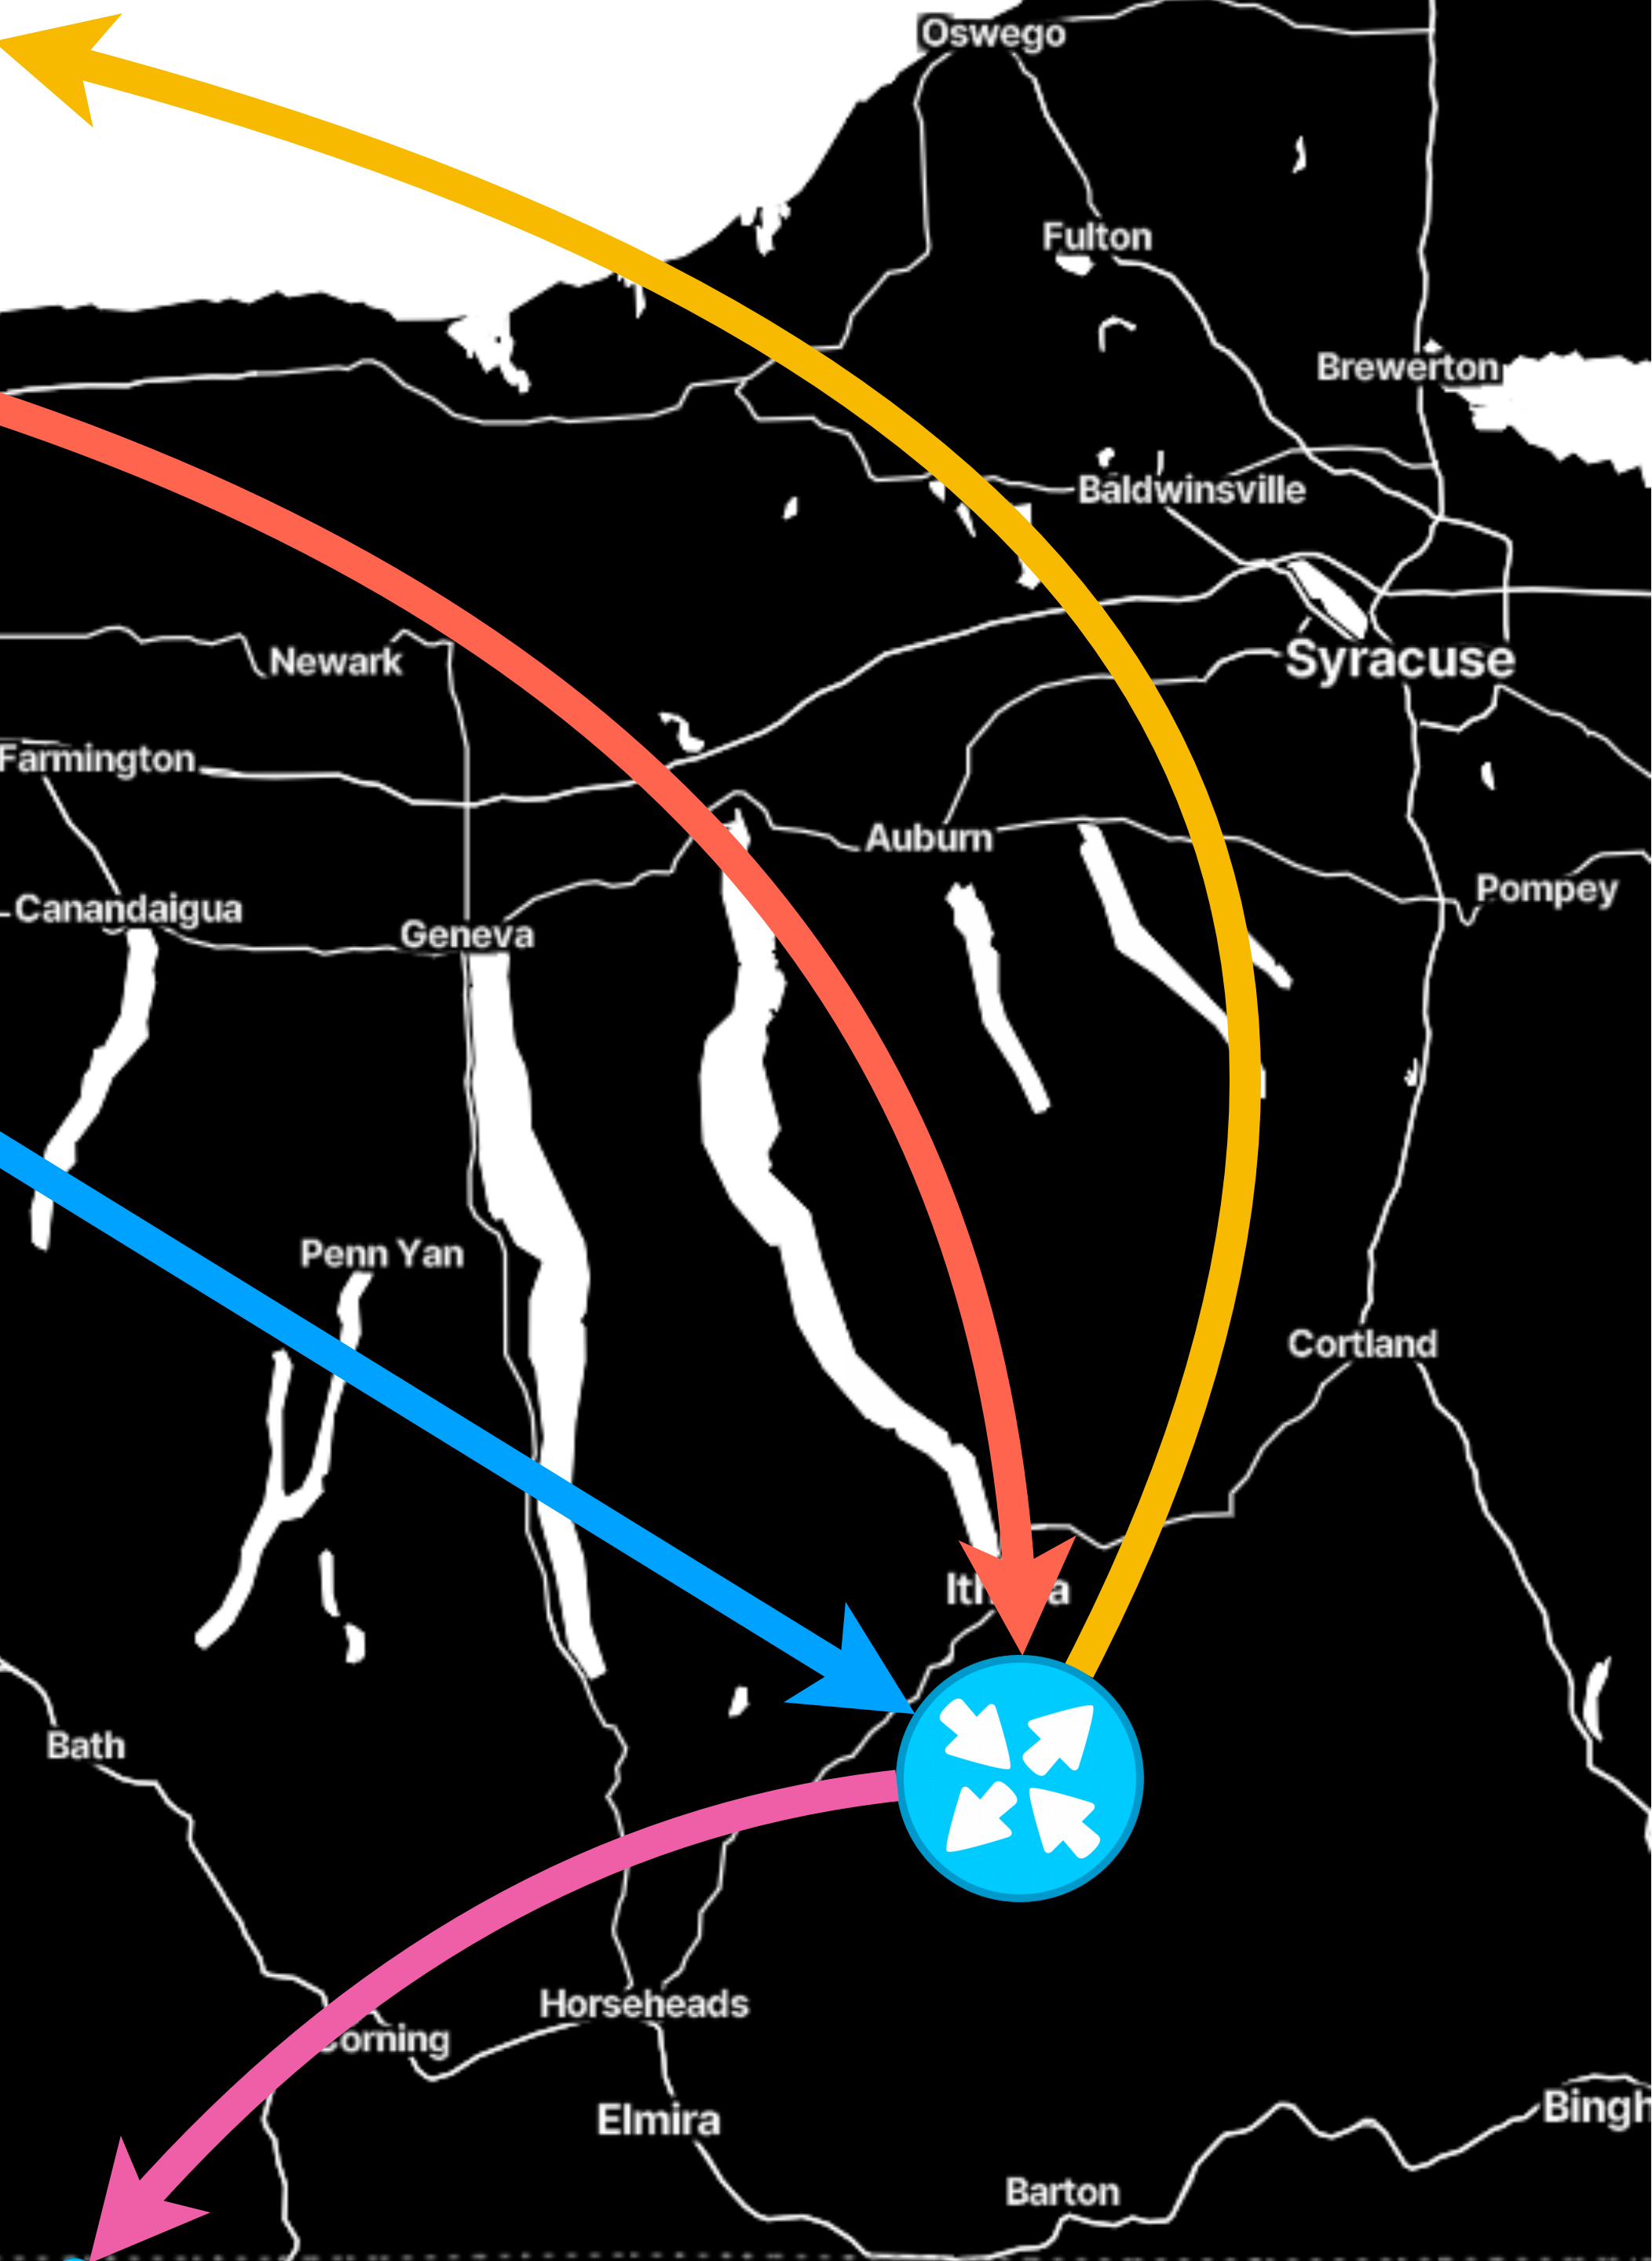 Oswego
Fulton
Brewerton
Baldwinsville
Syracuse
Newark
Farmington
Auburn
Pompey
Canandaigua
Geneva
Penn Yan
Cortland
Bath
Horseheads
Elmira
Barton